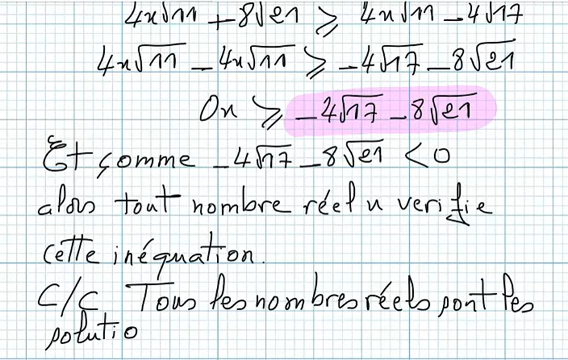 4x√11 + 8√21 ≥ 4x√11 - 4√17
4x√11 - 4x√11 ≥ -4√17 - 8√21
0x ≥ -4√17 - 8√21
Et comme -4√17 - 8√21 < 0
alors tout nombre réel x verifie
cette inéquation.
C/C Tous les nombres réels sont les
solutio